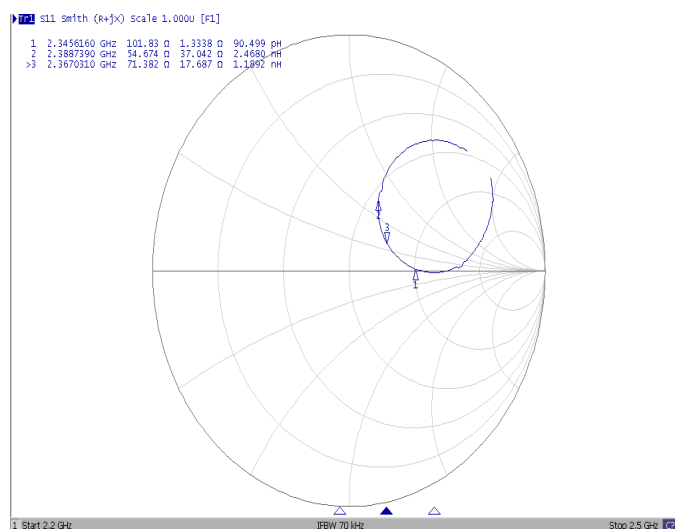 Tr1 S11 Smith (R+jX) Scale 1.000U [F1]
1 2.3456160 GHz 101.83 Ω 1.3338 Ω 90.499 pH
2 2.3887390 GHz 54.674 Ω 37.042 Ω 2.4680 nH
>3 2.3670310 GHz 71.382 Ω 17.687 Ω 1.1892 nH
2
3
1
1 Start 2.2 GHz IFBW 70 kHz Stop 2.5 GHz